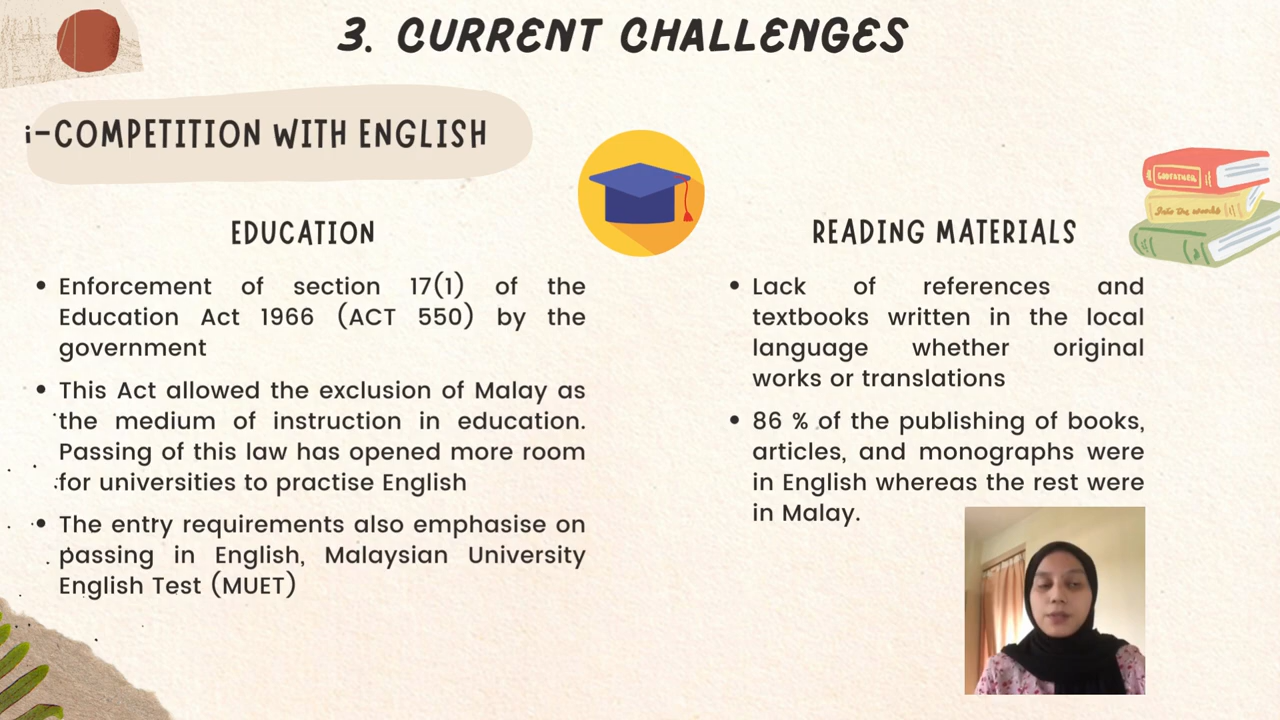 3. CURRENT CHALLENGES
i-COMPETITION WITH ENGLISH
EDUCATION
Enforcement of section 17(1) of the
Education Act 1966 (ACT 550) by the
government
This Act allowed the exclusion of Malay as
the medium of instruction in education.
Passing of this law has opened more room
for universities to practise English
The entry requirements also emphasise on
passing in English, Malaysian University
English Test (MUET)
READING MATERIALS
Lack of references and
textbooks written in the local
language whether original
works or translations
86 % of the publishing of books,
articles, and monographs were
in English whereas the rest were
in Malay.
GODFATHER
Into the woods